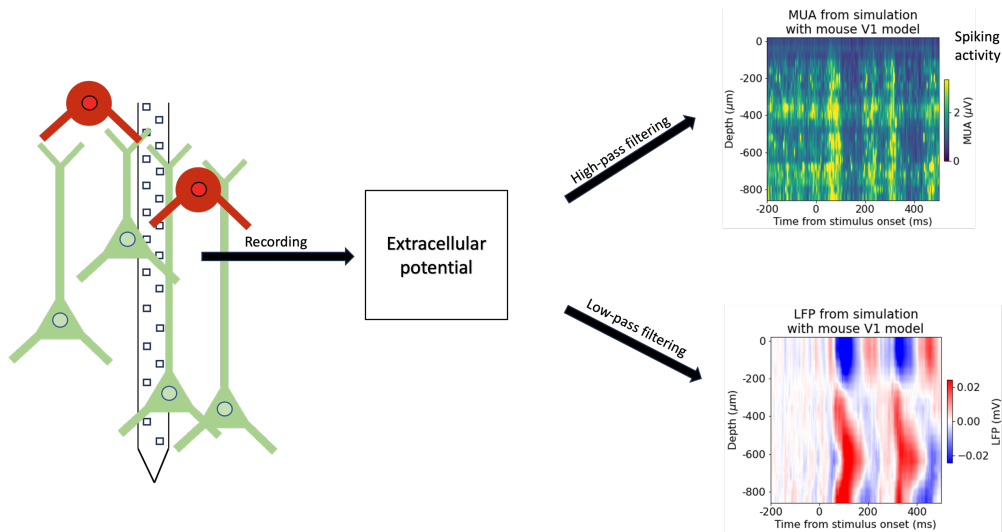 Recording
Extracellular
potential
High-pass filtering
Low-pass filtering
MUA from simulation
with mouse V1 model
Spiking
activity
0
-200
-400
-600
-800
Depth (μm)
-200
0
200
400
Time from stimulus onset (ms)
2
0
MUA (μV)
LFP from simulation
with mouse V1 model
0
-200
-400
-600
-800
Depth (μm)
-200
0
200
400
Time from stimulus onset (ms)
0.02
0.00
−0.02
LFP (mV)